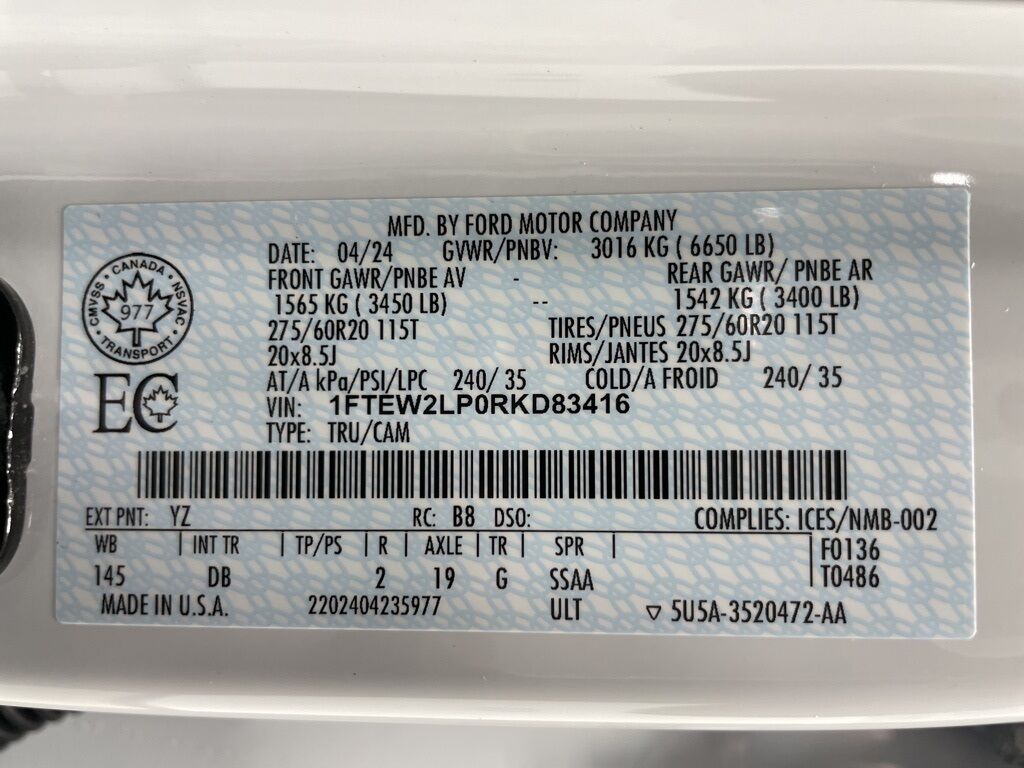 MFD. BY FORD MOTOR COMPANY
DATE: 04/24 GVWR/PNBV: 3016 KG ( 6650 LB)
FRONT GAWR/PNBE AV - REAR GAWR/ PNBE AR
1565 KG ( 3450 LB) -- 1542 KG ( 3400 LB)
275/60R20 115T TIRES/PNEUS 275/60R20 115T
20x8.5J RIMS/JANTES 20x8.5J
AT/A kPa/PSI/LPC 240/ 35 COLD/A FROID 240/ 35
VIN: 1FTEW2LP0RKD83416
TYPE: TRU/CAM
CANADA
CMVSS 977 NSVAC
TRANSPORT
EC
EXT PNT: YZ RC: B8 DSO: COMPLIES: ICES/NMB-002
WB | INT TR | TP/PS | R | AXLE | TR | SPR | F0136
145 DB 2 19 G SSAA T0486
MADE IN U.S.A. 2202404235977 ULT ▽ 5U5A-3520472-AA